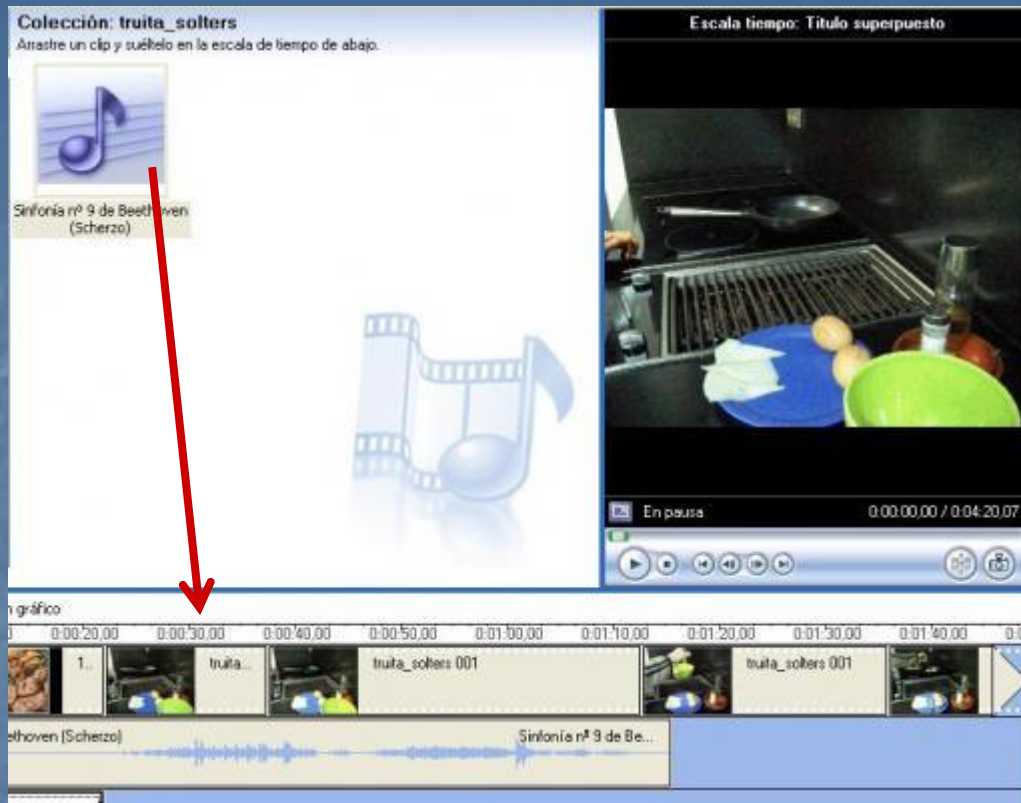 Colección: truita_solters
Arrastre un clip y suéltelo en la escala de tiempo de abajo.
Sinfonía nº 9 de Beethoven
(Scherzo)
Escala tiempo: Título superpuesto
En pausa
0:00:00,00 / 0:04:20,07
gráfico
0:00:20,00 0:00:30,00 0:00:40,00 0:00:50,00 0:01:00,00 0:01:10,00 0:01:20,00 0:01:30,00 0:01:40,00
1.. truita... truita_solters 001 truita_solters 001
ethoven (Scherzo) Sinfonía nº 9 de Be...